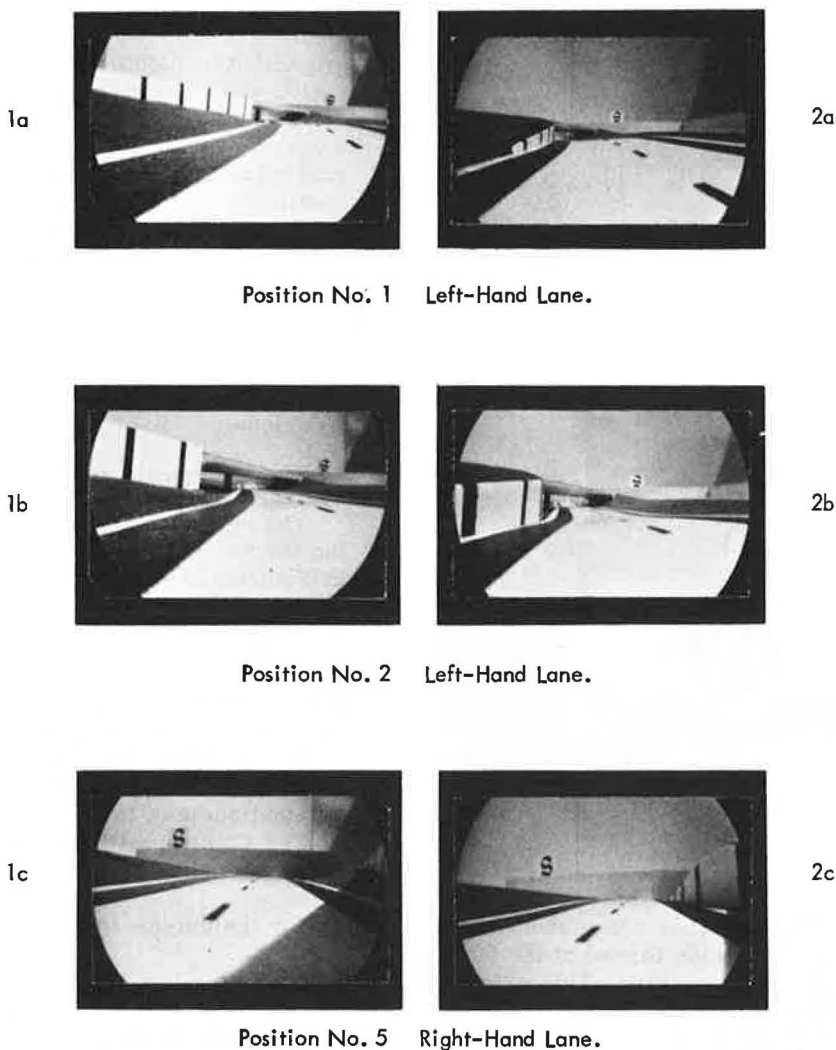 1a
2a
Position No. 1 Left-Hand Lane.
1b
2b
Position No. 2 Left-Hand Lane.
S
S
1c
2c
Position No. 5 Right-Hand Lane.